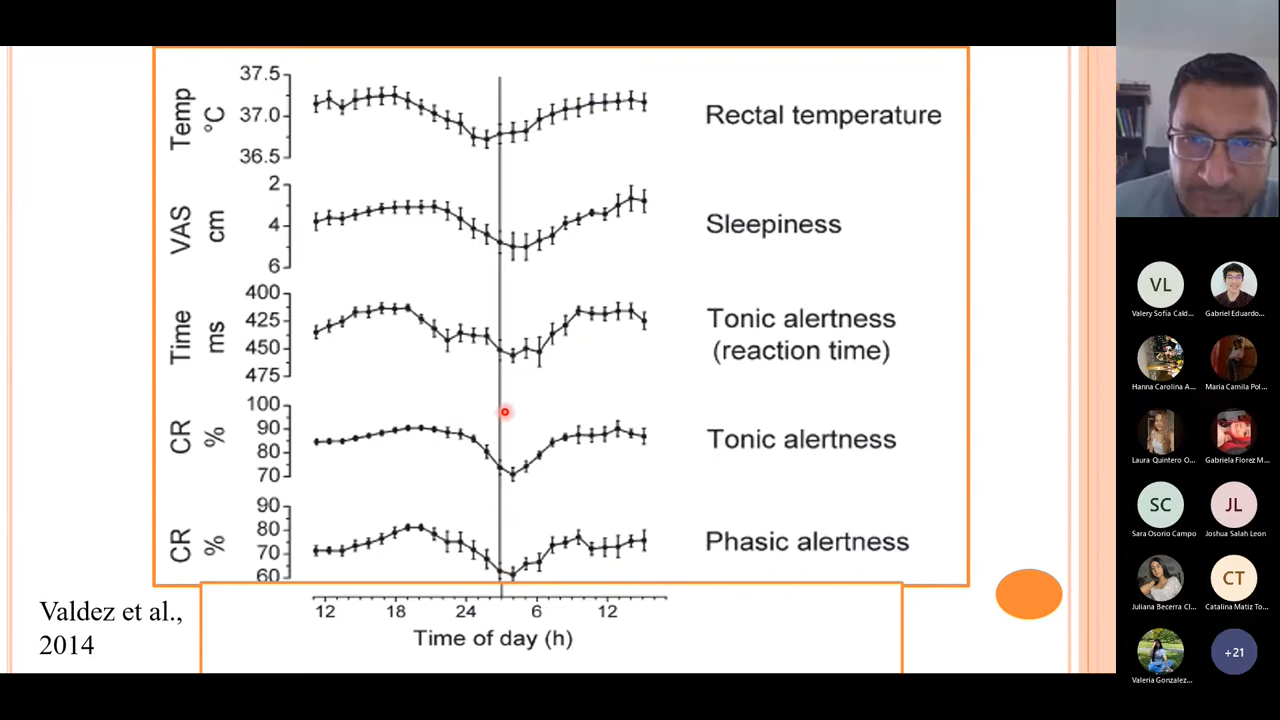 37.5
37.0
36.5
Temp
°C
Rectal temperature
2
4
6
VAS
cm
Sleepiness
400
425
450
475
Time
ms
Tonic alertness
(reaction time)
100
90
80
70
CR
%
Tonic alertness
90
80
70
60
CR
%
Phasic alertness
12 18 24 6 12
Time of day (h)
Valdez et al.,
2014
VL
Valery Sofía Cald...
Gabriel Eduardo...
Hanna Carolina A...
Maria Camila Pol...
Laura Quintero O...
Gabriela Florez M...
SC
Sara Osorio Campo
JL
Joshua Salah Leon
Juliana Becerra Cl...
CT
Catalina Matiz To...
Valeria Gonzalez...
+21